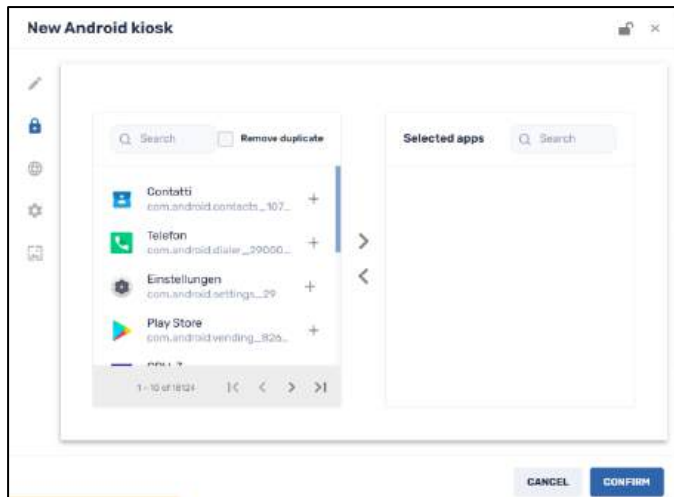 New Android kiosk
Search
Remove duplicate
Contatti
com.android.contacts_107...
Telefon
com.android.dialer_29000...
Einstellungen
com.android.settings_29
Play Store
com.android.vending_826...
1 - 10 of 18124
Selected apps
Search
CANCEL
CONFIRM